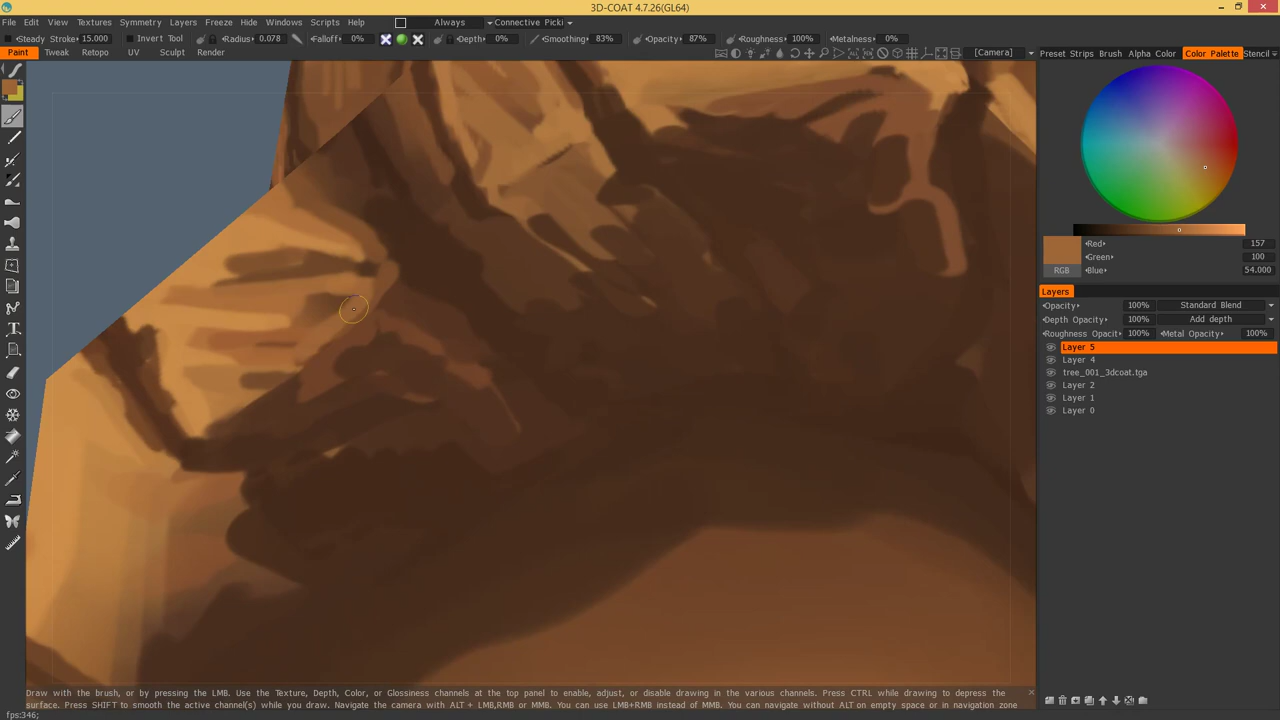 3D-COAT 4.7.26(GL64)
File Edit View Textures Symmetry Layers Freeze Hide Windows Scripts Help Always Connective Picki
Steady Stroke 15.000 Invert Tool Radius 0.078 Falloff 0% Depth 0% Smoothing 83% Opacity 87% Roughness 100% Metalness 0%
Paint Tweak Retopo UV Sculpt Render [Camera] Preset Strips Brush Alpha Color Color Palette Stencil
Red 157
Green 100
RGB Blue 54.000
Layers
Opacity 100% Standard Blend
Depth Opacity 100% Add depth
Roughness Opacit 100% Metal Opacity 100%
Layer 5
Layer 4
tree_001_3dcoat.tga
Layer 2
Layer 1
Layer 0
Draw with the brush, or by pressing the LMB. Use the Texture, Depth, Color, or Glossiness channels at the top panel to enable, adjust, or disable drawing in the various channels. Press CTRL while drawing to depress the
surface. Press SHIFT to smooth the active channel(s) while you draw. Navigate the camera with ALT + LMB,RMB or MMB. You can use LMB+RMB instead of MMB. You can navigate without ALT on empty space or in navigation zone
fps:346;